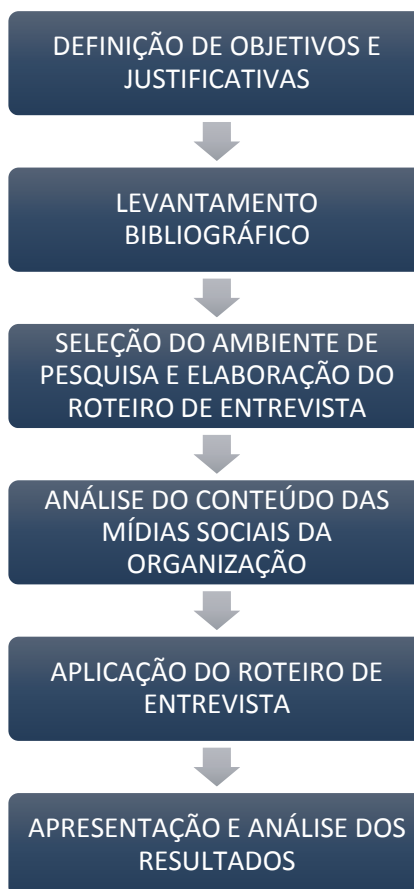 DEFINIÇÃO DE OBJETIVOS E
JUSTIFICATIVAS
LEVANTAMENTO
BIBLIOGRÁFICO
SELEÇÃO DO AMBIENTE DE
PESQUISA E ELABORAÇÃO DO
ROTEIRO DE ENTREVISTA
ANÁLISE DO CONTEÚDO DAS
MÍDIAS SOCIAIS DA
ORGANIZAÇÃO
APLICAÇÃO DO ROTEIRO DE
ENTREVISTA
APRESENTAÇÃO E ANÁLISE DOS
RESULTADOS